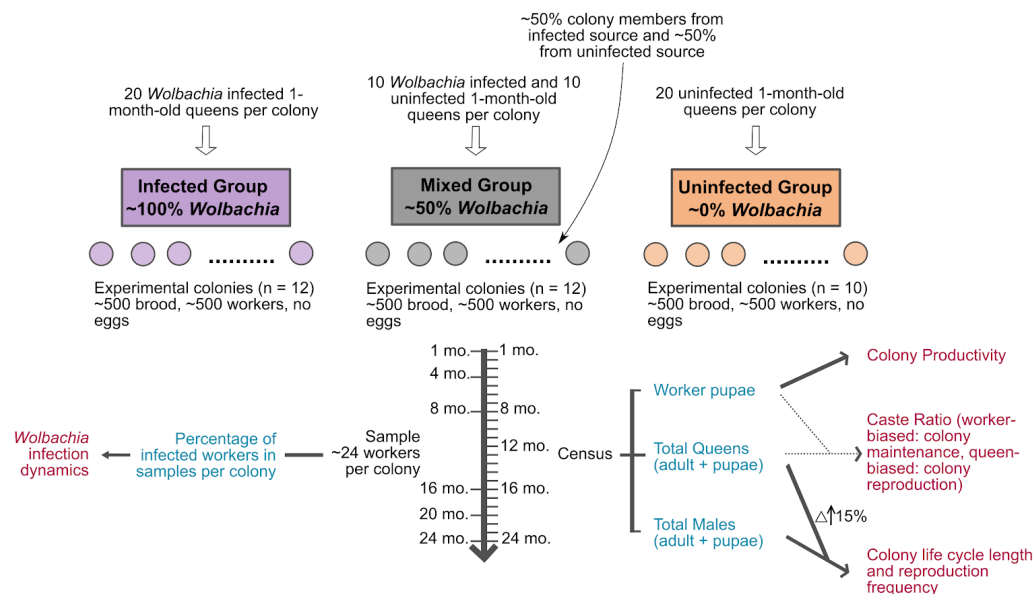 ~50% colony members from
infected source and ~50%
from uninfected source
20 Wolbachia infected 1-
month-old queens per colony
10 Wolbachia infected and 10
uninfected 1-month-old
queens per colony
20 uninfected 1-month-old
queens per colony
Infected Group
~100% Wolbachia
Mixed Group
~50% Wolbachia
Uninfected Group
~0% Wolbachia
..........
..........
..........
Experimental colonies (n = 12)
~500 brood, ~500 workers, no
eggs
Experimental colonies (n = 12)
~500 brood, ~500 workers, no
eggs
Experimental colonies (n = 10)
~500 brood, ~500 workers, no
eggs
1 mo.
4 mo.
8 mo.
16 mo.
20 mo.
24 mo.
1 mo.
8 mo.
12 mo.
16 mo.
24 mo.
Wolbachia
infection
dynamics
Percentage of
infected workers in
samples per colony
Sample
~24 workers
per colony
Census
Worker pupae
Total Queens
(adult + pupae)
Total Males
(adult + pupae)
△↑15%
Colony Productivity
Caste Ratio (worker-
biased: colony
maintenance, queen-
biased: colony
reproduction)
Colony life cycle length
and reproduction
frequency